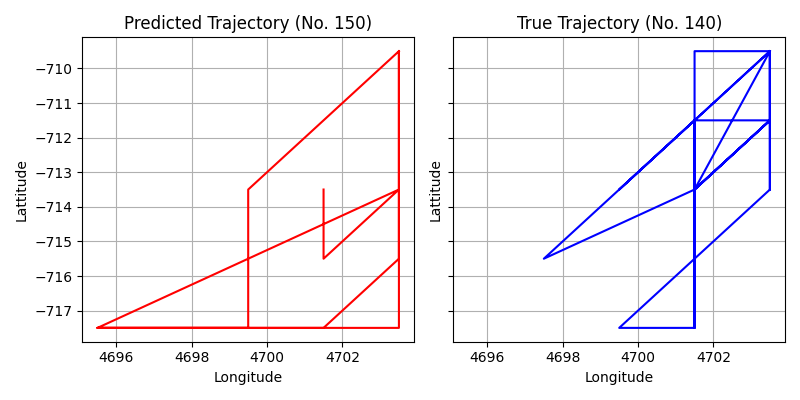 Predicted Trajectory (No. 150)
True Trajectory (No. 140)
−710
−711
−712
−713
−714
−715
−716
−717
Lattitude
Lattitude
4696 4698 4700 4702
4696 4698 4700 4702
Longitude
Longitude